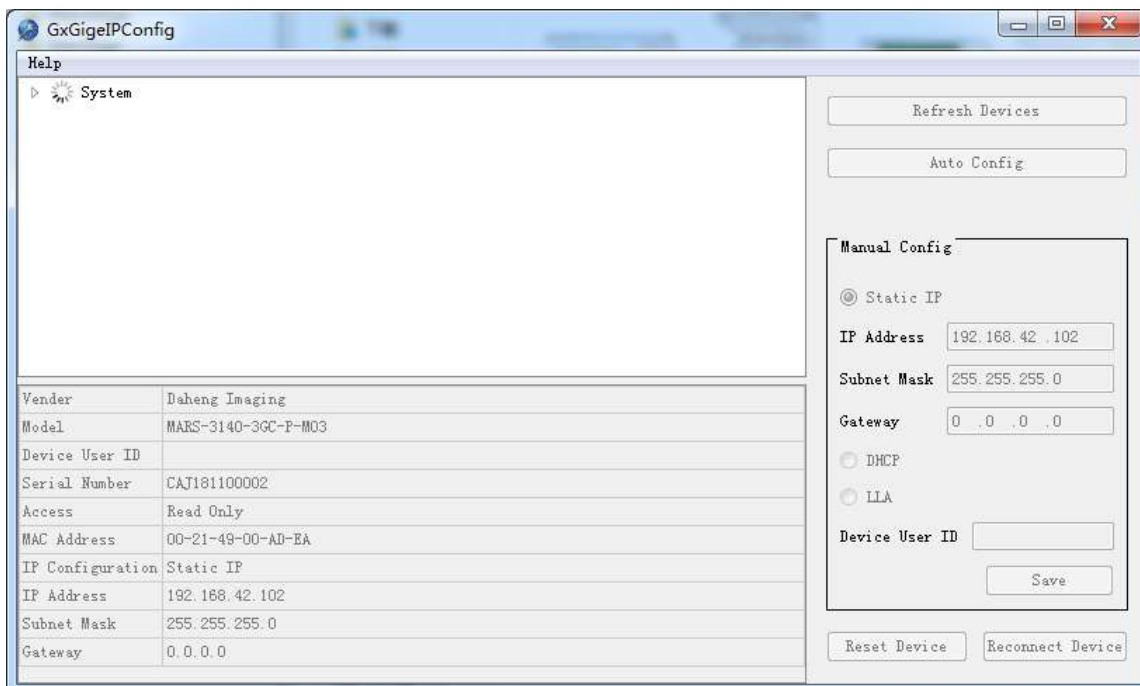 GxGigeIPConfig
Help
System
Refresh Devices
Auto Config
Manual Config
Static IP
IP Address 192.168.42 .102
Subnet Mask 255.255.255.0
Gateway 0 .0 .0 .0
DHCP
LLA
Device User ID
Save
Reset Device Reconnect Device
Vender Daheng Imaging
Model MARS-3140-3GC-P-M03
Device User ID
Serial Number CAJ181100002
Access Read Only
MAC Address 00-21-49-00-AD-EA
IP Configuration Static IP
IP Address 192.168.42.102
Subnet Mask 255.255.255.0
Gateway 0.0.0.0